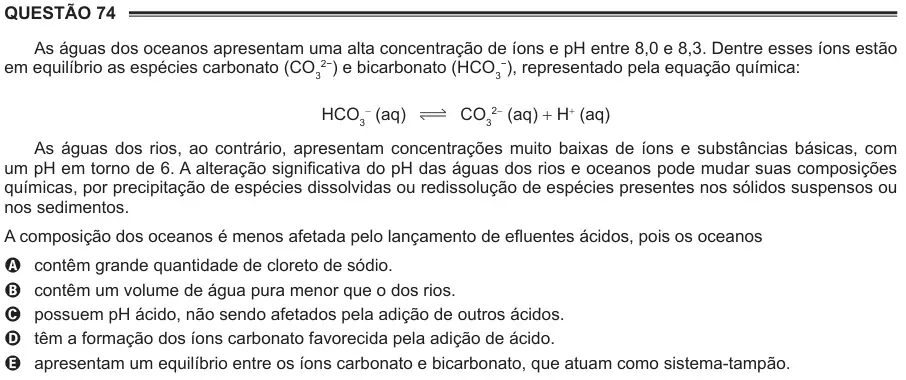 QUESTÃO 74
As águas dos oceanos apresentam uma alta concentração de íons e pH entre 8,0 e 8,3. Dentre esses íons estão
em equilíbrio as espécies carbonato (CO₃²⁻) e bicarbonato (HCO₃⁻), representado pela equação química:
HCO₃⁻ (aq) ⇌ CO₃²⁻ (aq) + H⁺ (aq)
As águas dos rios, ao contrário, apresentam concentrações muito baixas de íons e substâncias básicas, com
um pH em torno de 6. A alteração significativa do pH das águas dos rios e oceanos pode mudar suas composições
químicas, por precipitação de espécies dissolvidas ou redissolução de espécies presentes nos sólidos suspensos ou
nos sedimentos.
A composição dos oceanos é menos afetada pelo lançamento de efluentes ácidos, pois os oceanos
A contêm grande quantidade de cloreto de sódio.
B contêm um volume de água pura menor que o dos rios.
C possuem pH ácido, não sendo afetados pela adição de outros ácidos.
D têm a formação dos íons carbonato favorecida pela adição de ácido.
E apresentam um equilíbrio entre os íons carbonato e bicarbonato, que atuam como sistema-tampão.